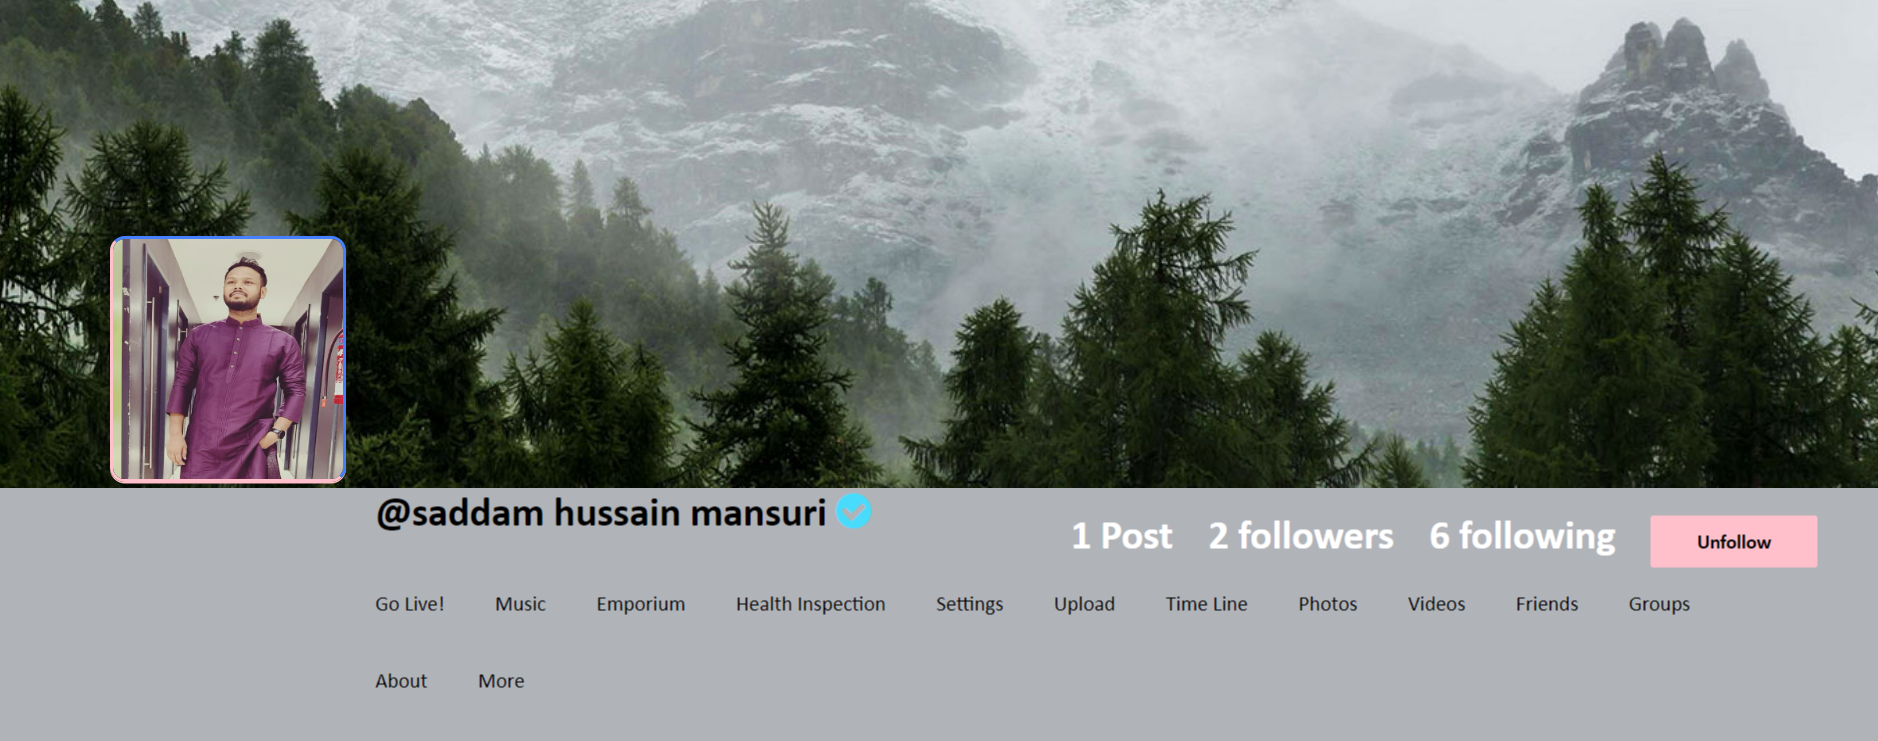 @saddam hussain mansuri
1 Post 2 followers 6 following Unfollow
Go Live! Music Emporium Health Inspection Settings Upload Time Line Photos Videos Friends Groups
About More